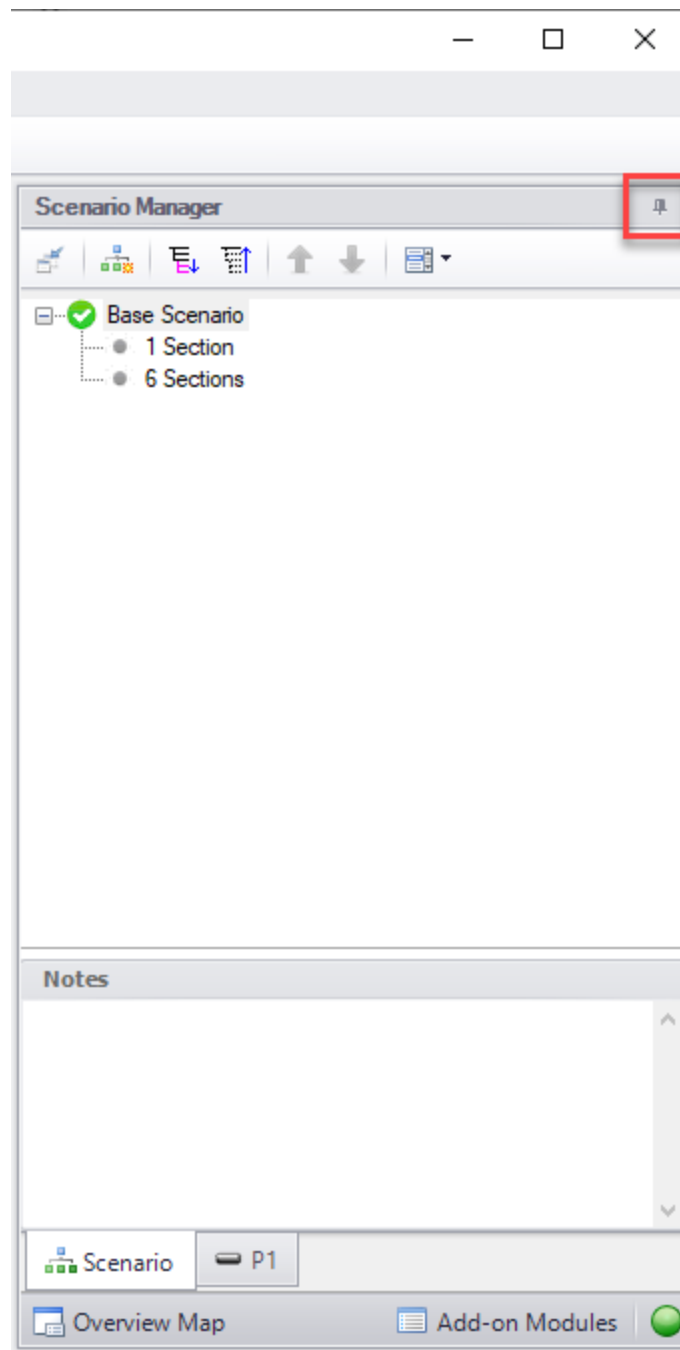 Scenario Manager
Base Scenario
1 Section
6 Sections
Notes
Scenario P1
Overview Map Add-on Modules